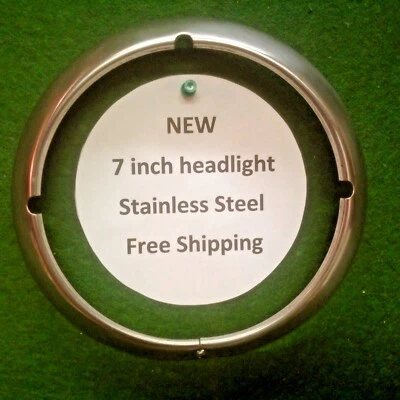 NEW
7 inch headlight
Stainless Steel
Free Shipping